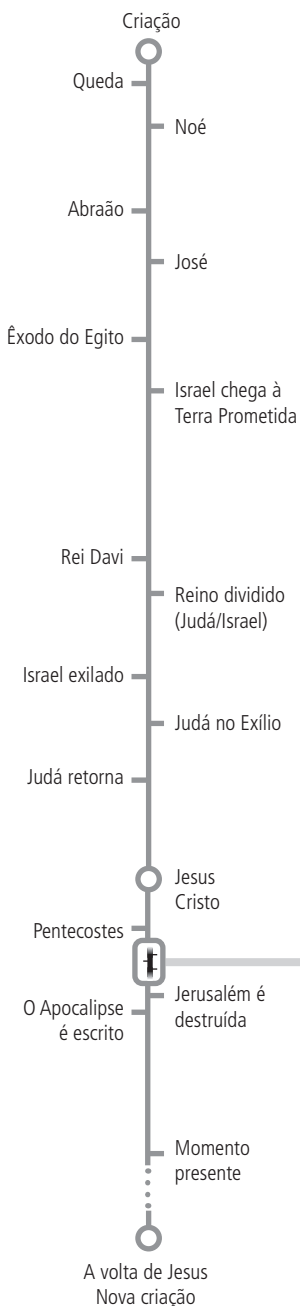 Criação
Queda
Noé
Abraão
José
Êxodo do Egito
Israel chega à
Terra Prometida
Rei Davi
Reino dividido
(Judá/Israel)
Israel exilado
Judá no Exílio
Judá retorna
Jesus
Cristo
Pentecostes
Jerusalém é
destruída
O Apocalipse
é escrito
Momento
presente
A volta de Jesus
Nova criação